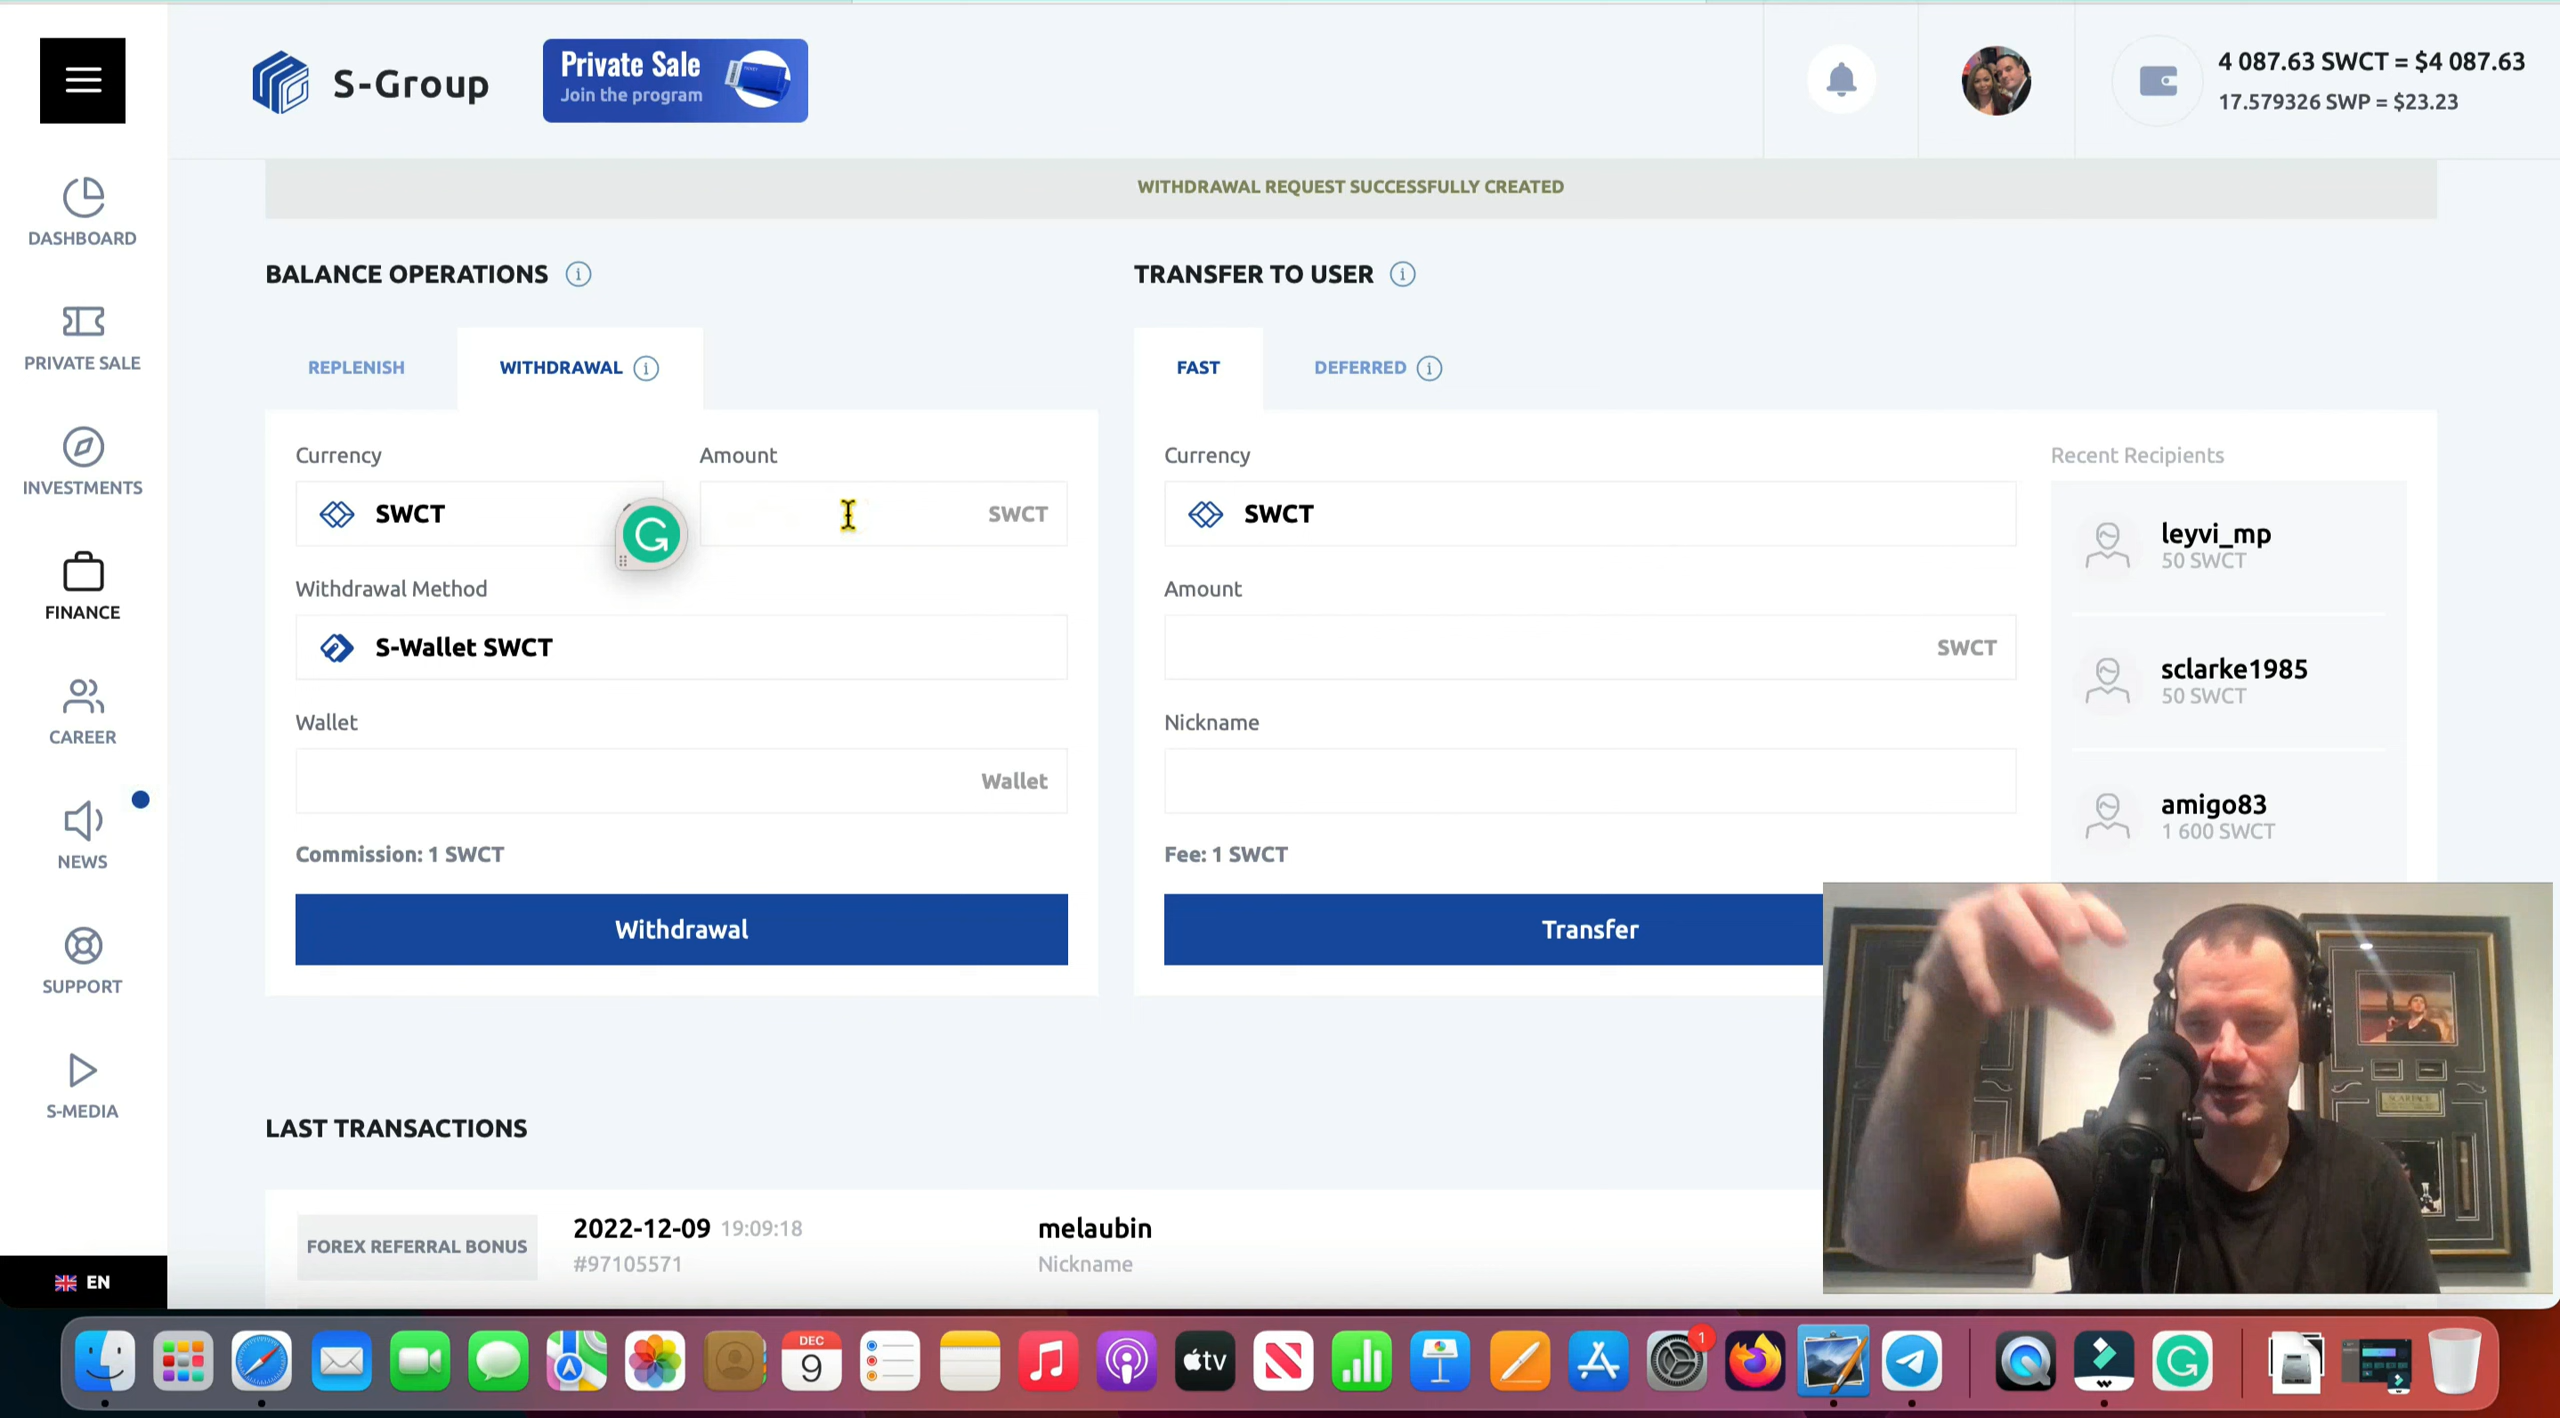 S-Group
Private Sale
Join the program
4 087.63 SWCT = $4 087.63
17.579326 SWP = $23.23
DASHBOARD
PRIVATE SALE
INVESTMENTS
FINANCE
CAREER
NEWS
SUPPORT
S-MEDIA
EN
WITHDRAWAL REQUEST SUCCESSFULLY CREATED
BALANCE OPERATIONS
REPLENISH
WITHDRAWAL
Currency
Amount
SWCT
SWCT
Withdrawal Method
S-Wallet SWCT
Wallet
Wallet
Commission: 1 SWCT
Withdrawal
TRANSFER TO USER
FAST
DEFERRED
Currency
SWCT
Amount
SWCT
Nickname
Fee: 1 SWCT
Transfer
Recent Recipients
leyvi_mp
50 SWCT
sclarke1985
50 SWCT
amigo83
1 600 SWCT
SCARFACE
LAST TRANSACTIONS
FOREX REFERRAL BONUS
2022-12-09 19:09:18
#97105571
melaubin
Nickname
DEC
9
tv
1